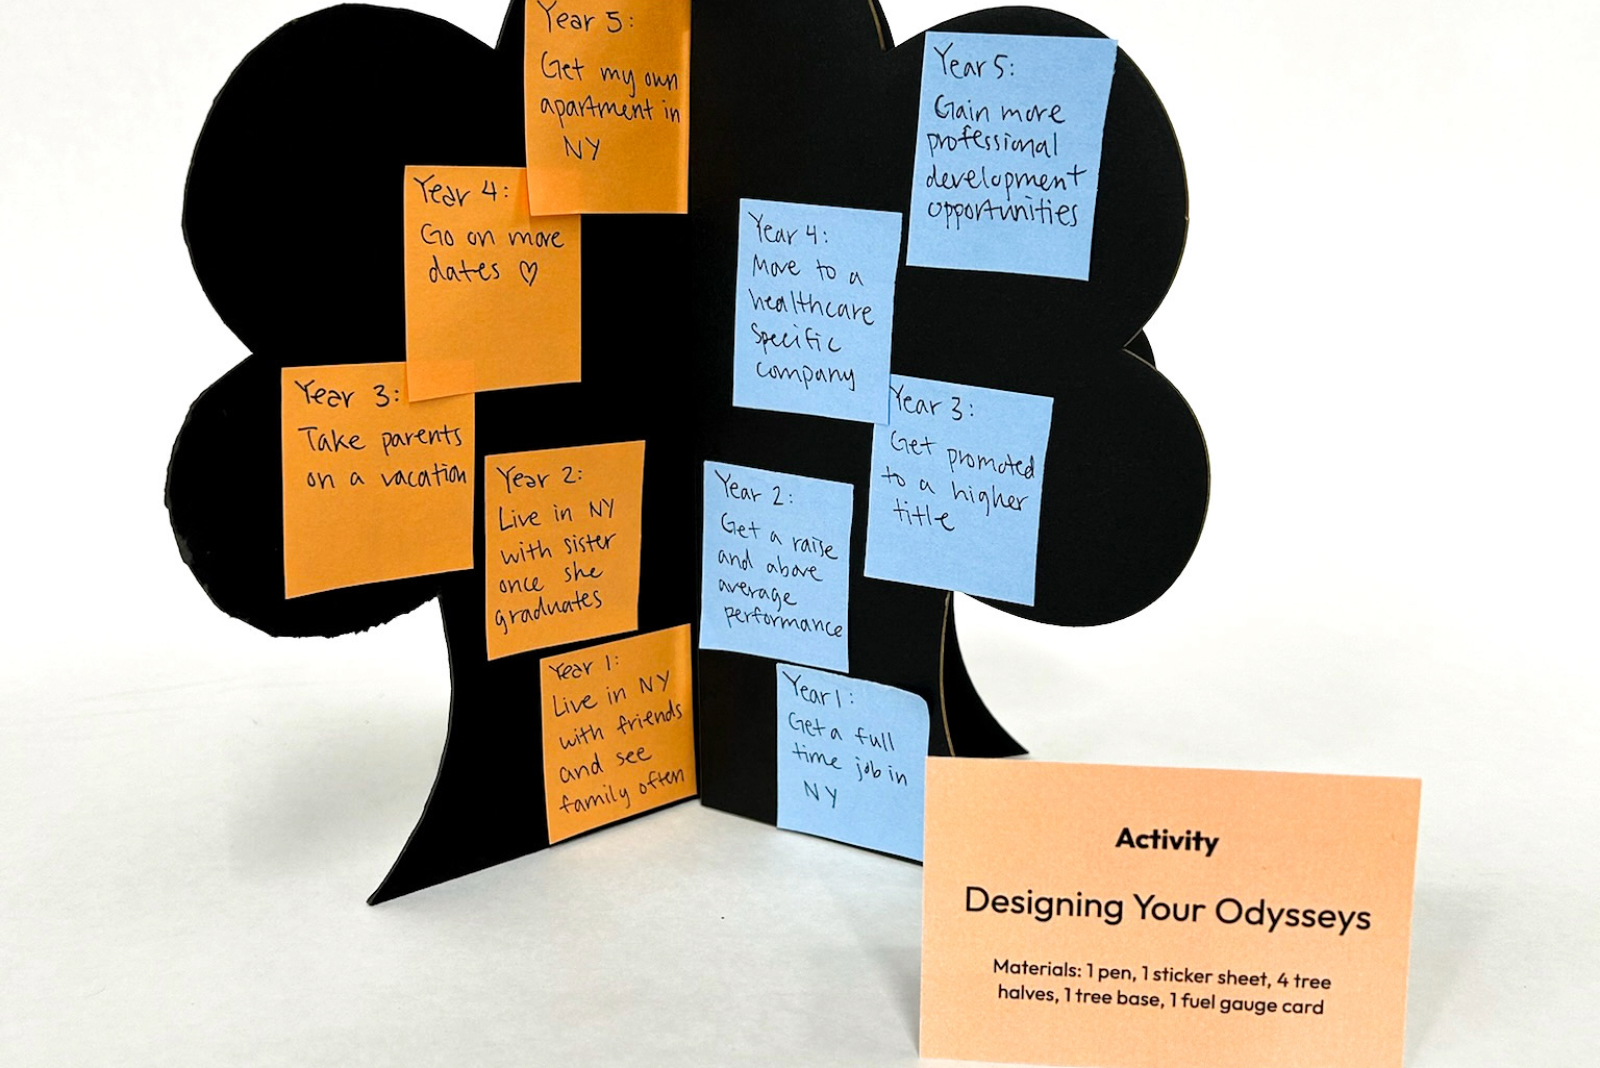 Year 5:
Get my own
apartment in
NY
Year 4:
Go on more
dates ♡
Year 3:
Take parents
on a vacation
Year 2:
Live in NY
with sister
once she
graduates
Year 1:
Live in NY
with friends
and see
family often
Year 5:
Gain more
professional
development
opportunities
Year 4:
Move to a
healthcare
specific
company
Year 3:
Get promoted
to a higher
title
Year 2:
Get a raise
and above
average
performance
Year 1:
Get a full
time job in
NY
Activity
Designing Your Odysseys
Materials: 1 pen, 1 sticker sheet, 4 tree
halves, 1 tree base, 1 fuel gauge card